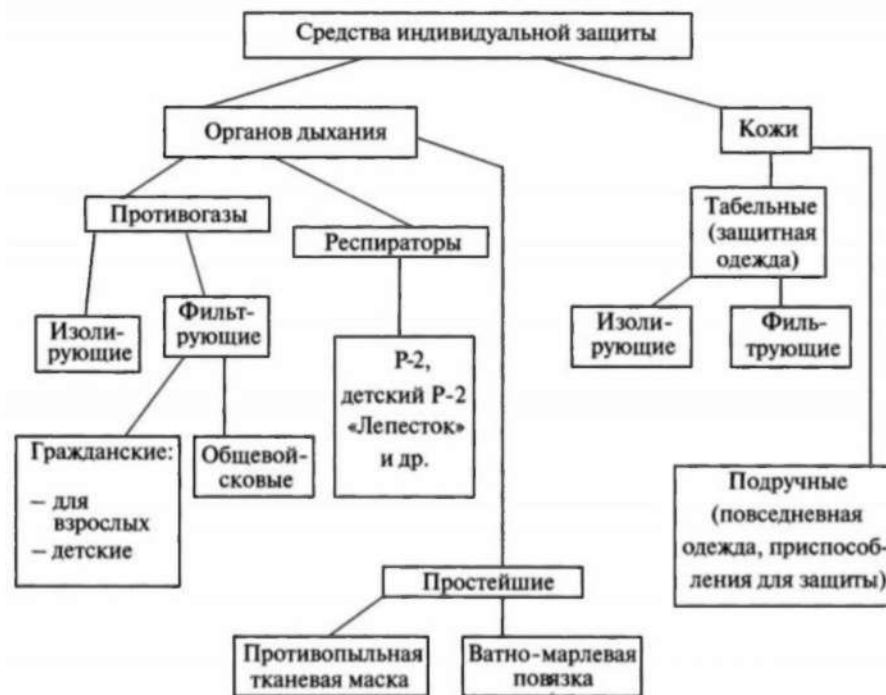 Средства индивидуальной защиты
Органов дыхания
Кожи
Противогазы
Респираторы
Табельные
(защитная
одежда)
Изоли-
рующие
Фильт-
рующие
Изоли-
рующие
Филь-
трующие
Р-2,
детский Р-2
«Лепесток»
и др.
Гражданские:
– для
взрослых
– детские
Общевой-
сковые
Подручные
(повседневная
одежда, приспособ-
ления для защиты)
Простейшие
Противопыльная
тканевая маска
Ватно-марлевая
повязка